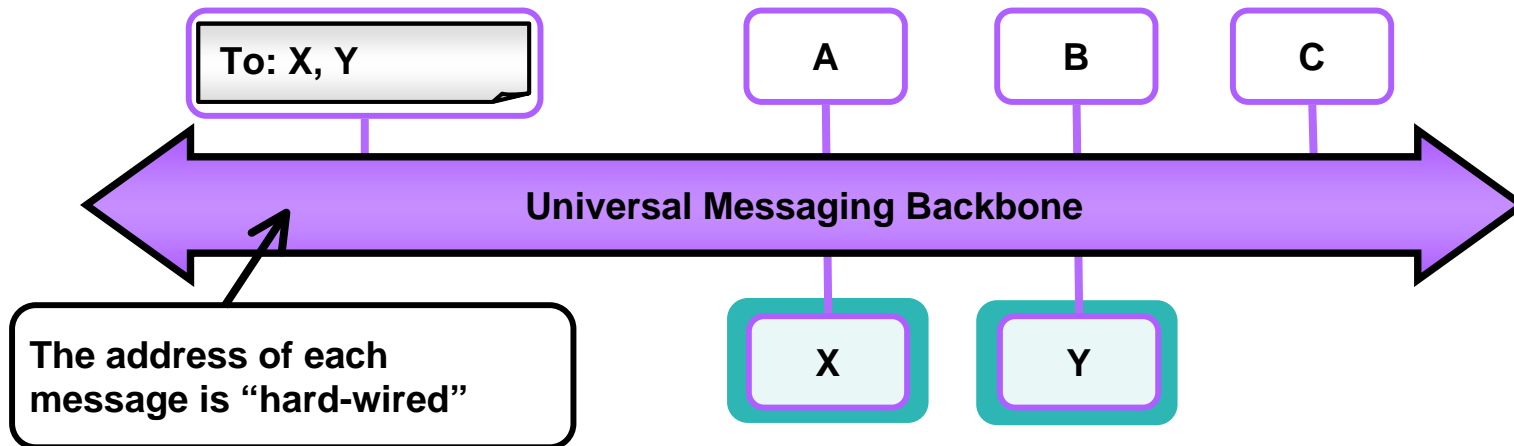 To: X, Y
A
B
C
Universal Messaging Backbone
The address of each
message is “hard-wired”
X
Y